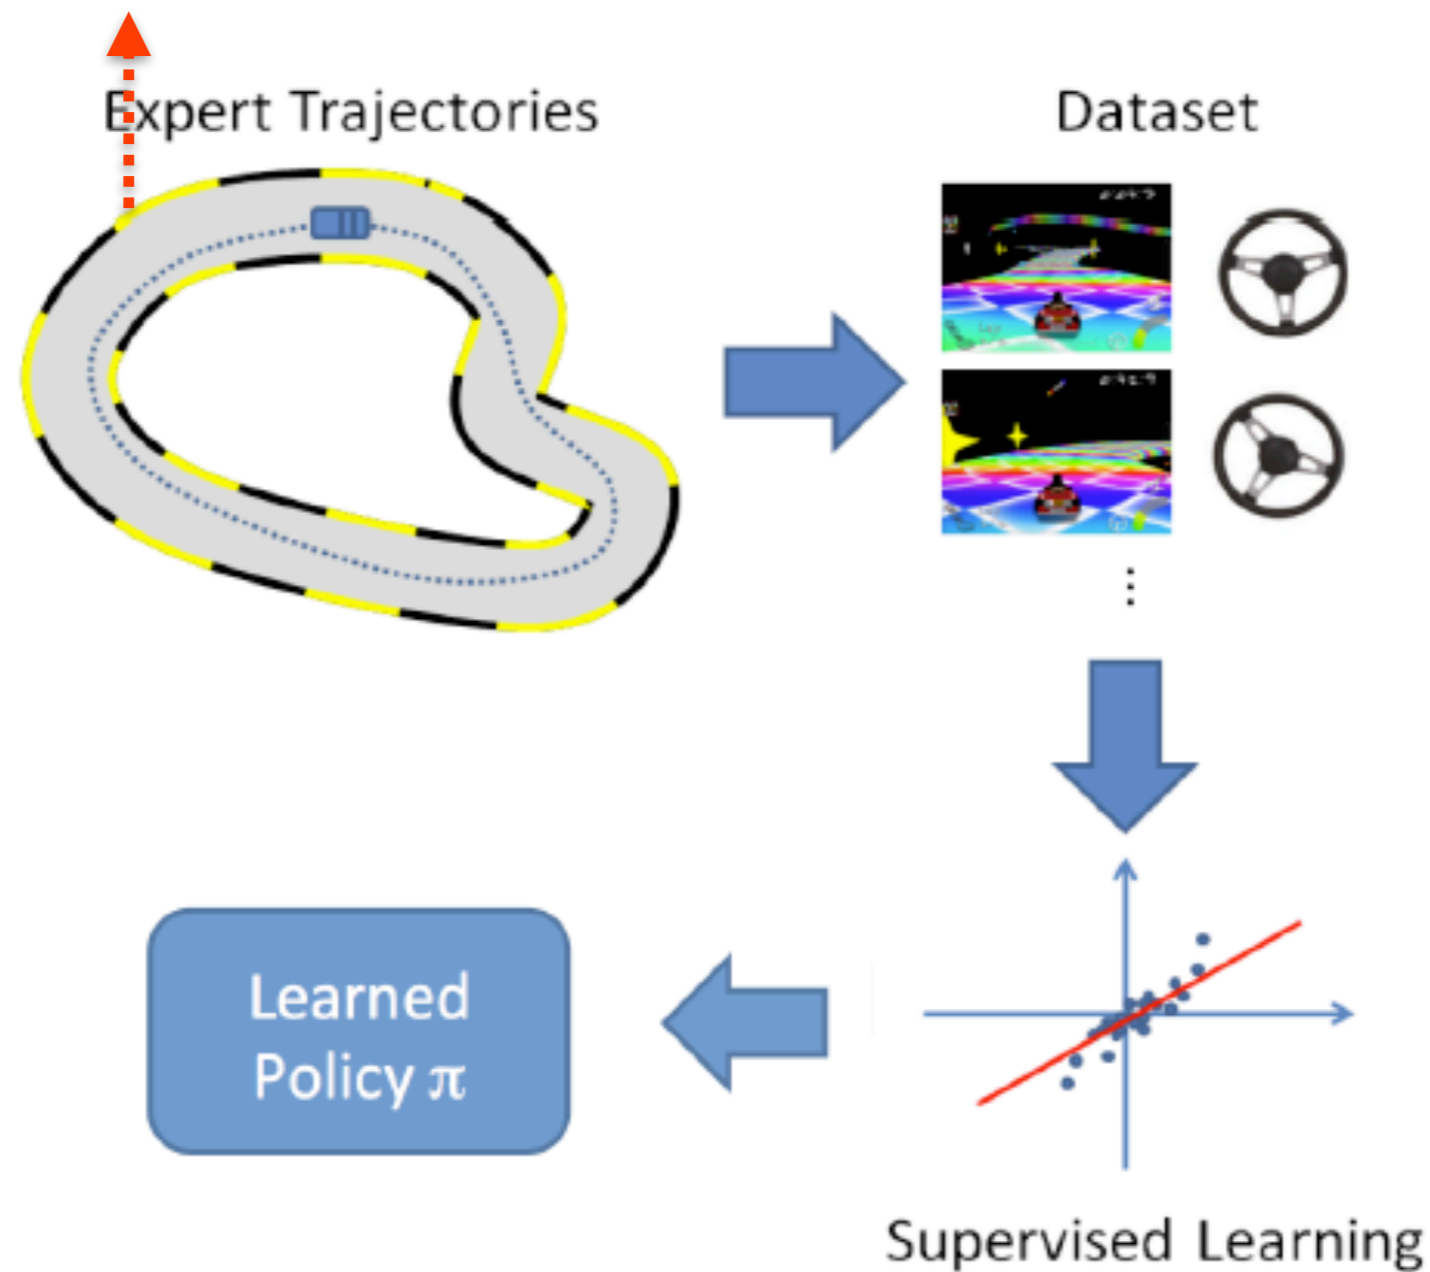 Expert Trajectories
Dataset
Learned
Policy π
Supervised Learning